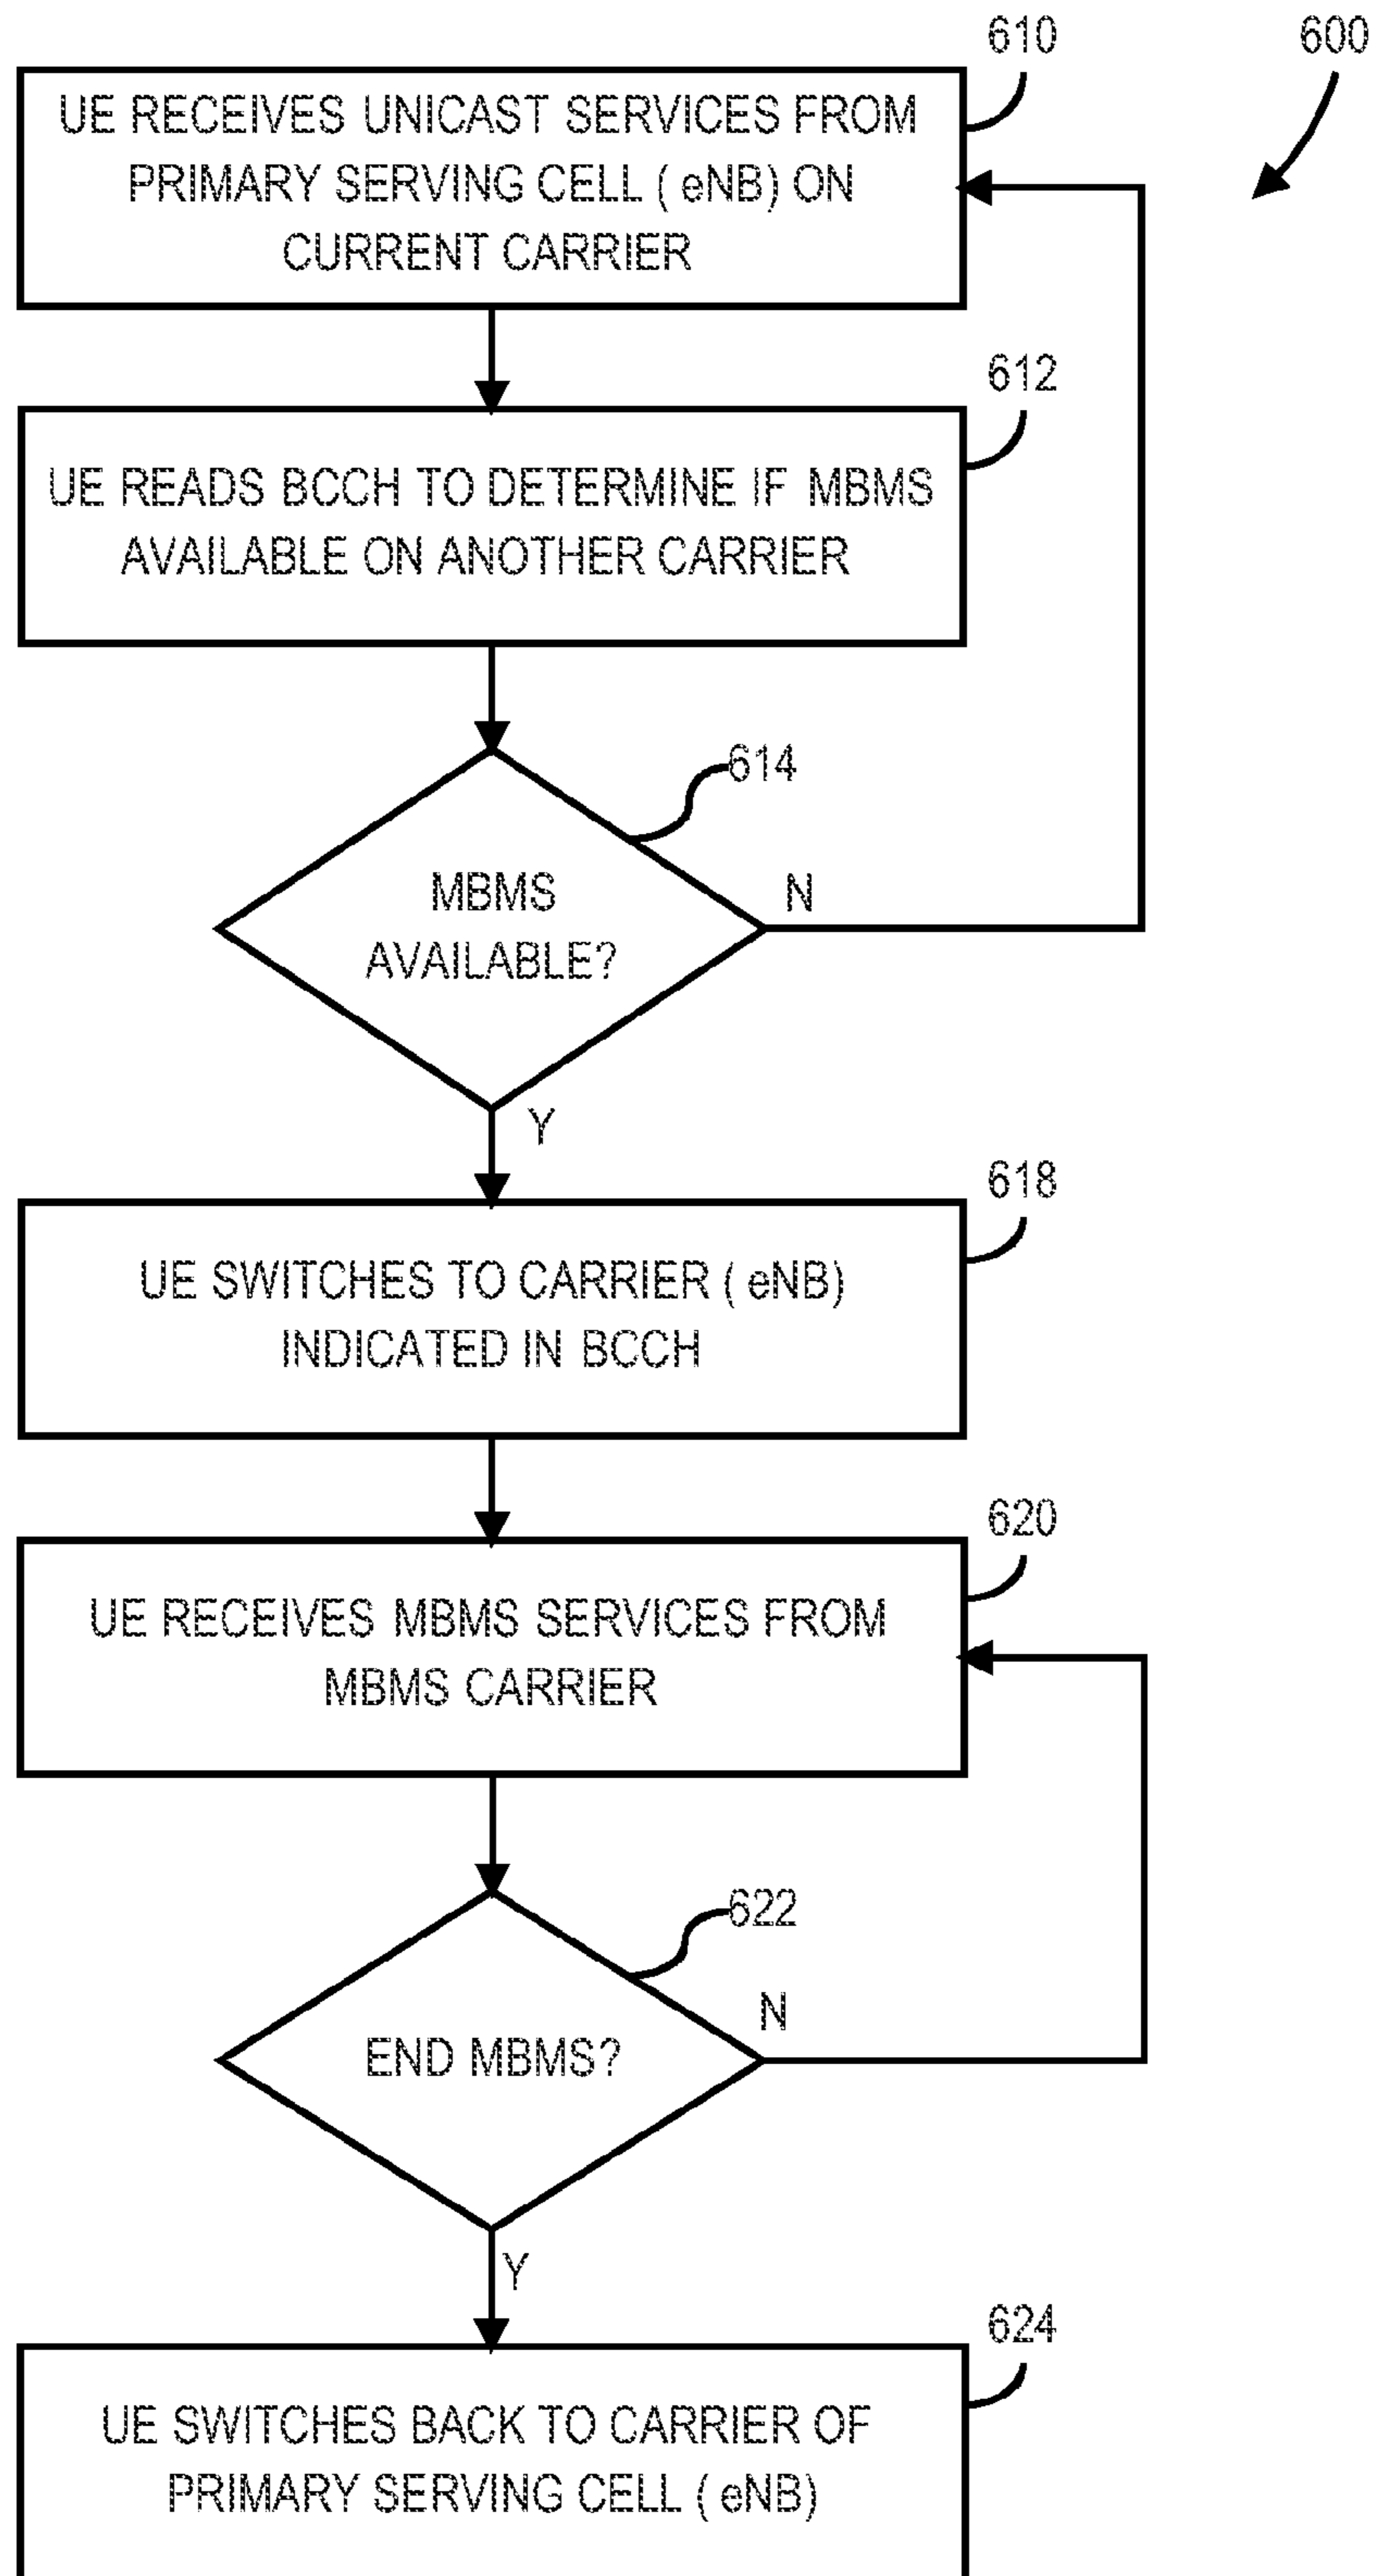 610
600
UE RECEIVES UNICAST SERVICES FROM
PRIMARY SERVING CELL ( eNB) ON
CURRENT CARRIER
612
UE READS BCCH TO DETERMINE IF MBMS
AVAILABLE ON ANOTHER CARRIER
614
MBMS
AVAILABLE?
N
Y
618
UE SWITCHES TO CARRIER ( eNB)
INDICATED IN BCCH
620
UE RECEIVES MBMS SERVICES FROM
MBMS CARRIER
622
END MBMS?
N
Y
624
UE SWITCHES BACK TO CARRIER OF
PRIMARY SERVING CELL ( eNB)